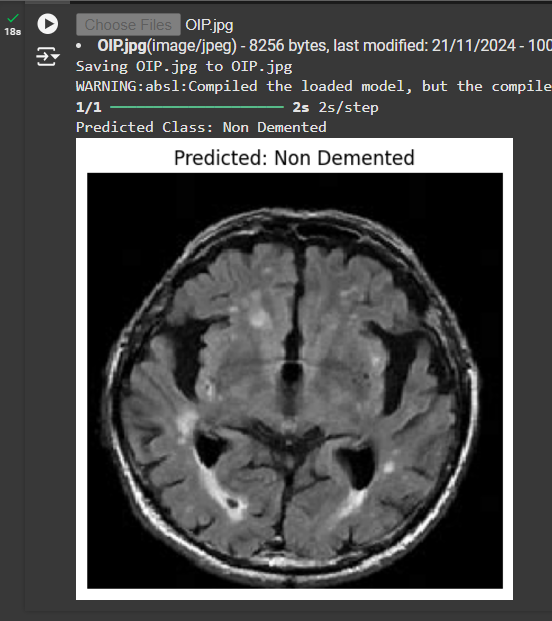 Choose Files OIP.jpg
18s
• OIP.jpg(image/jpeg) - 8256 bytes, last modified: 21/11/2024 - 100
Saving OIP.jpg to OIP.jpg
WARNING:absl:Compiled the loaded model, but the compile
1/1 ━━━━━━━━━━━━━━━━━━━━ 2s 2s/step
Predicted Class: Non Demented
Predicted: Non Demented